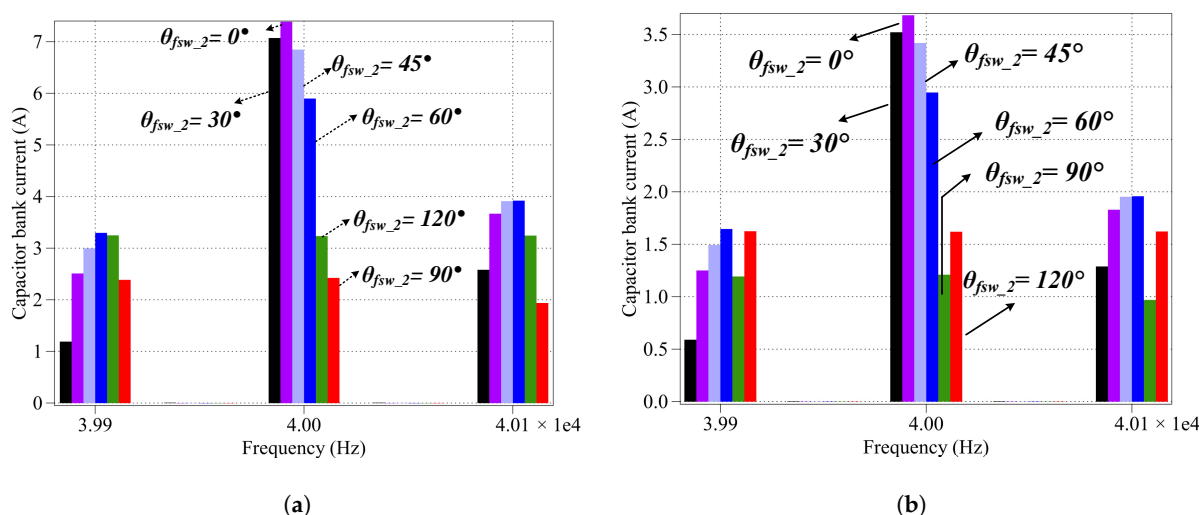 Capacitor bank current (A)
7
6
5
4
3
2
1
0
θfsw_2= 0•
θfsw_2= 45•
θfsw_2= 30•
θfsw_2= 60•
θfsw_2= 120•
θfsw_2= 90•
3.99
4.00
4.01 × 1e4
Frequency (Hz)
(a)
Capacitor bank current (A)
3.5
3.0
2.5
2.0
1.5
1.0
0.5
0.0
θfsw_2= 0°
θfsw_2= 45°
θfsw_2= 30°
θfsw_2= 60°
θfsw_2= 90°
θfsw_2= 120°
3.99
4.00
4.01 × 1e4
Frequency (Hz)
(b)